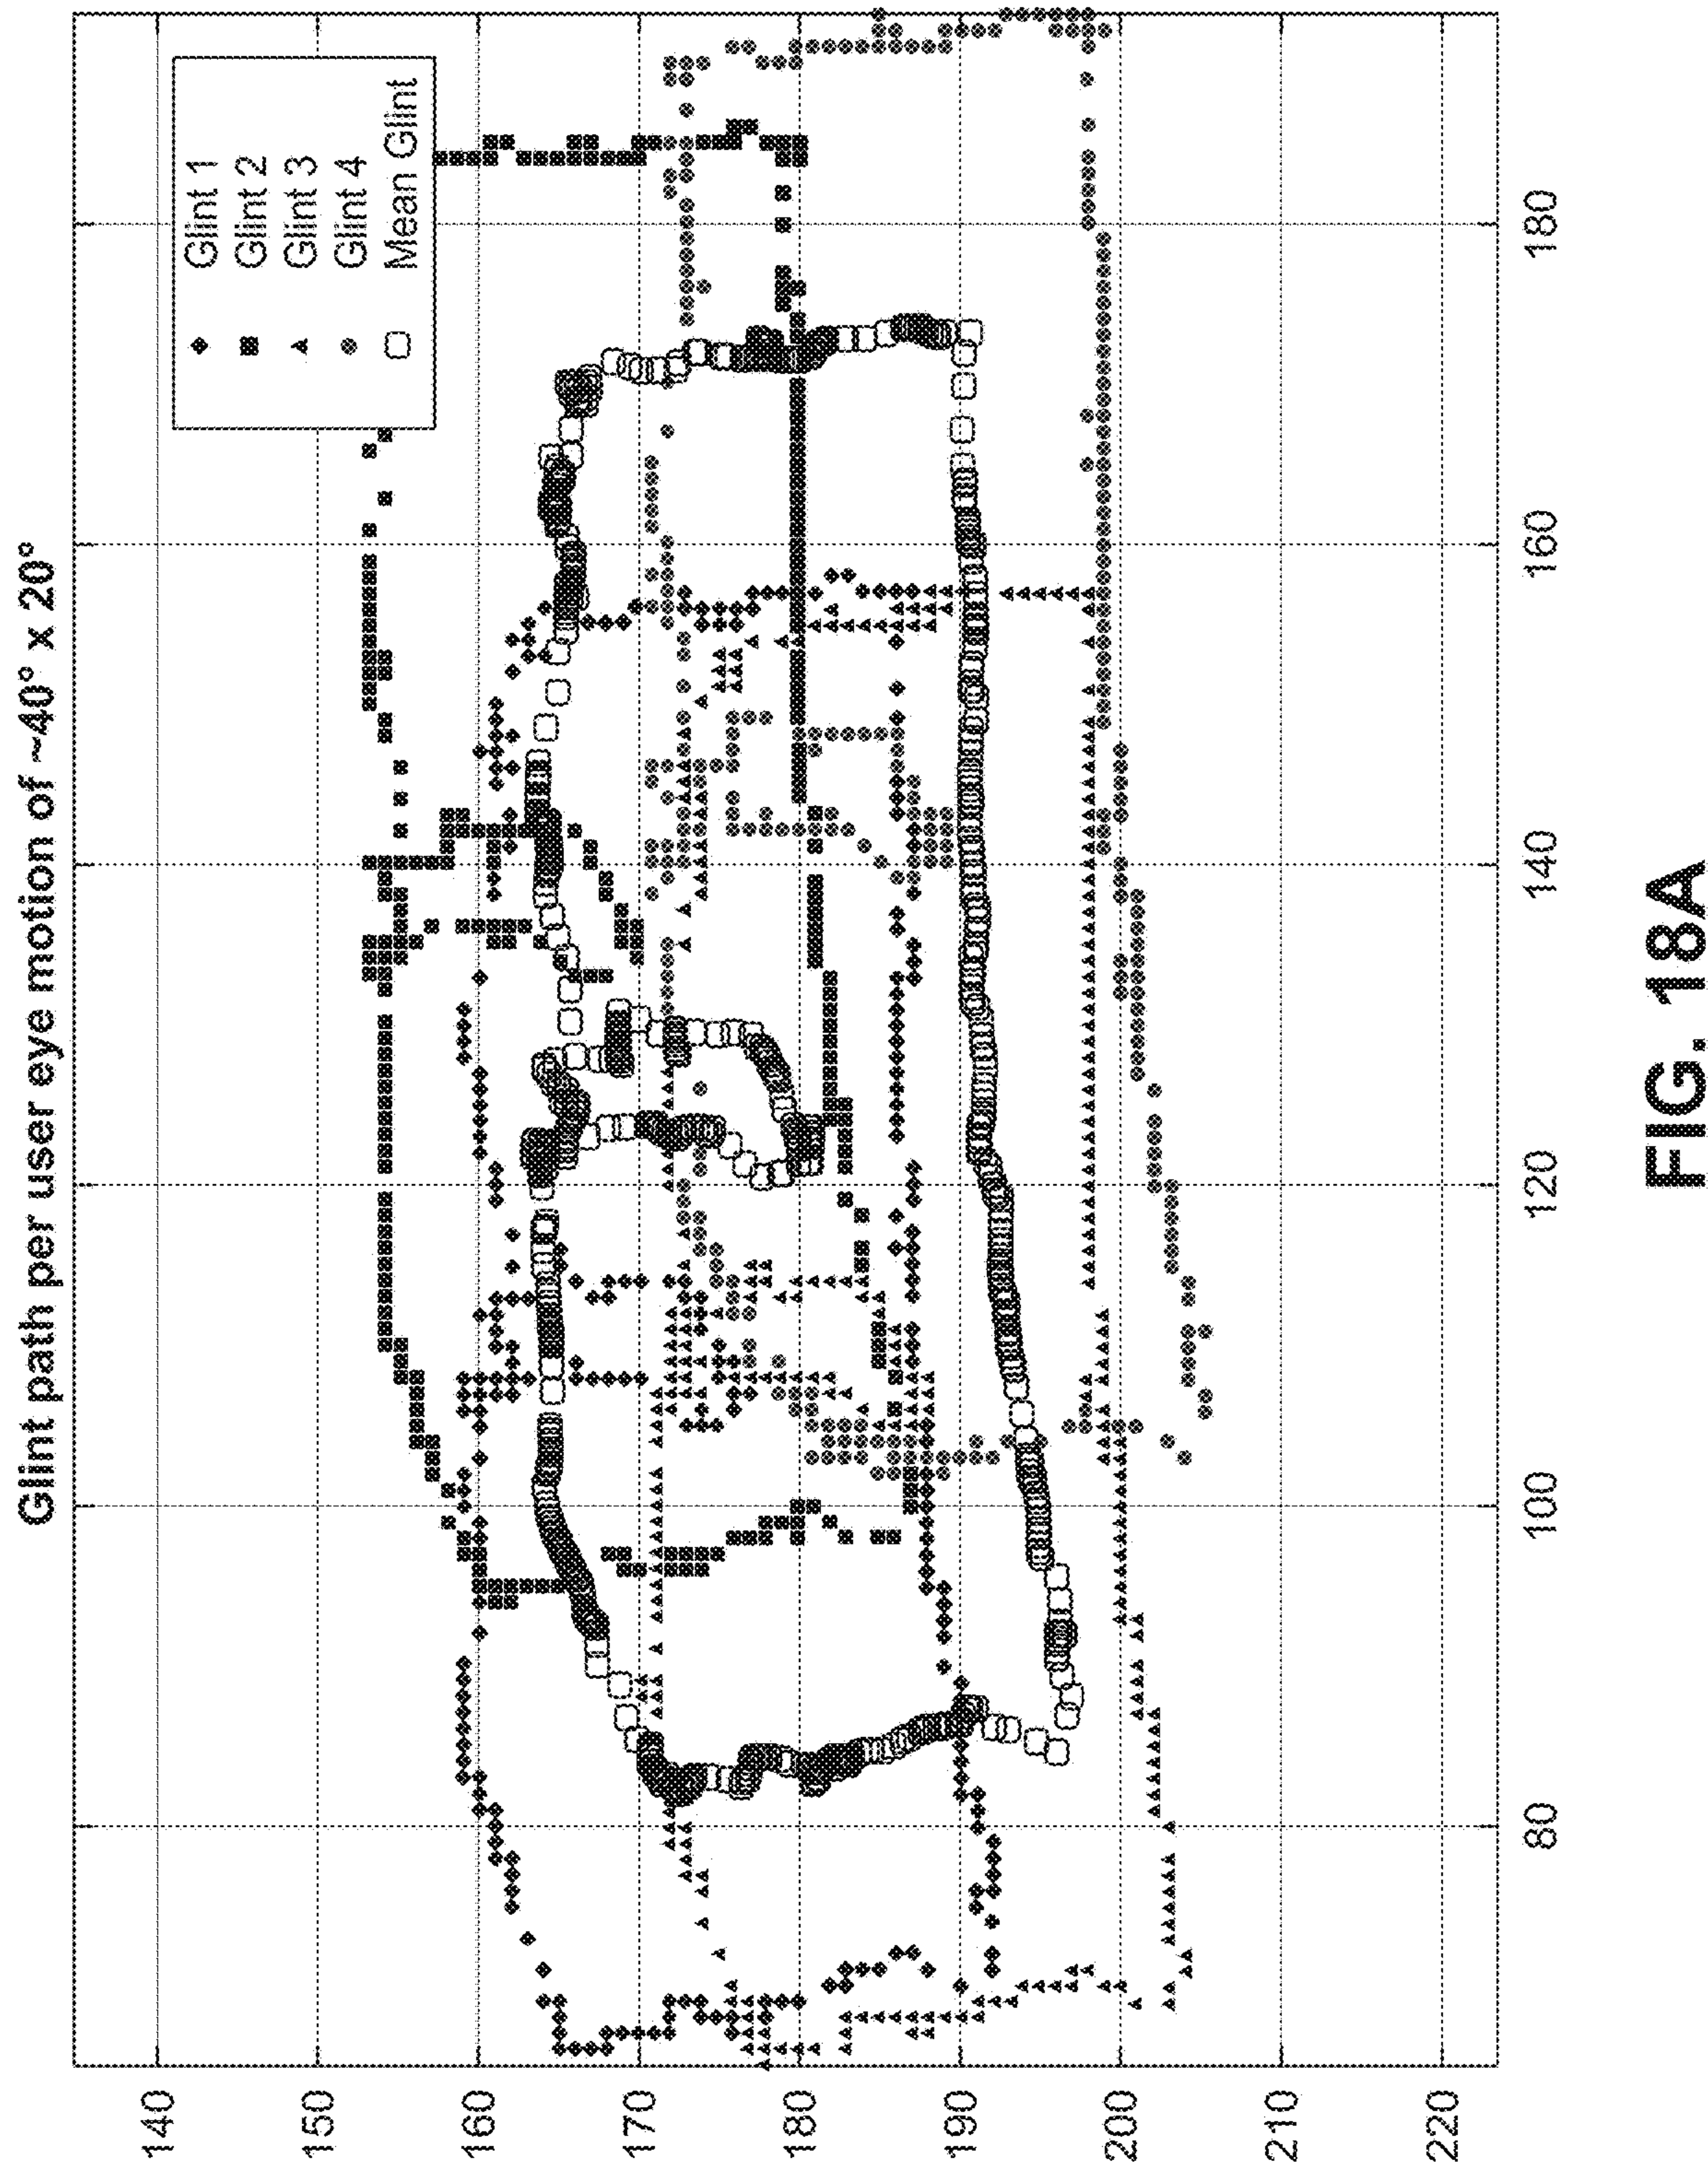 Glint path per user eye motion of ~40° x 20°
Glint 1
Glint 2
Glint 3
Glint 4
Mean Glint
140
150
160
170
180
190
200
210
220
80
100
120
140
160
180
FIG. 18A